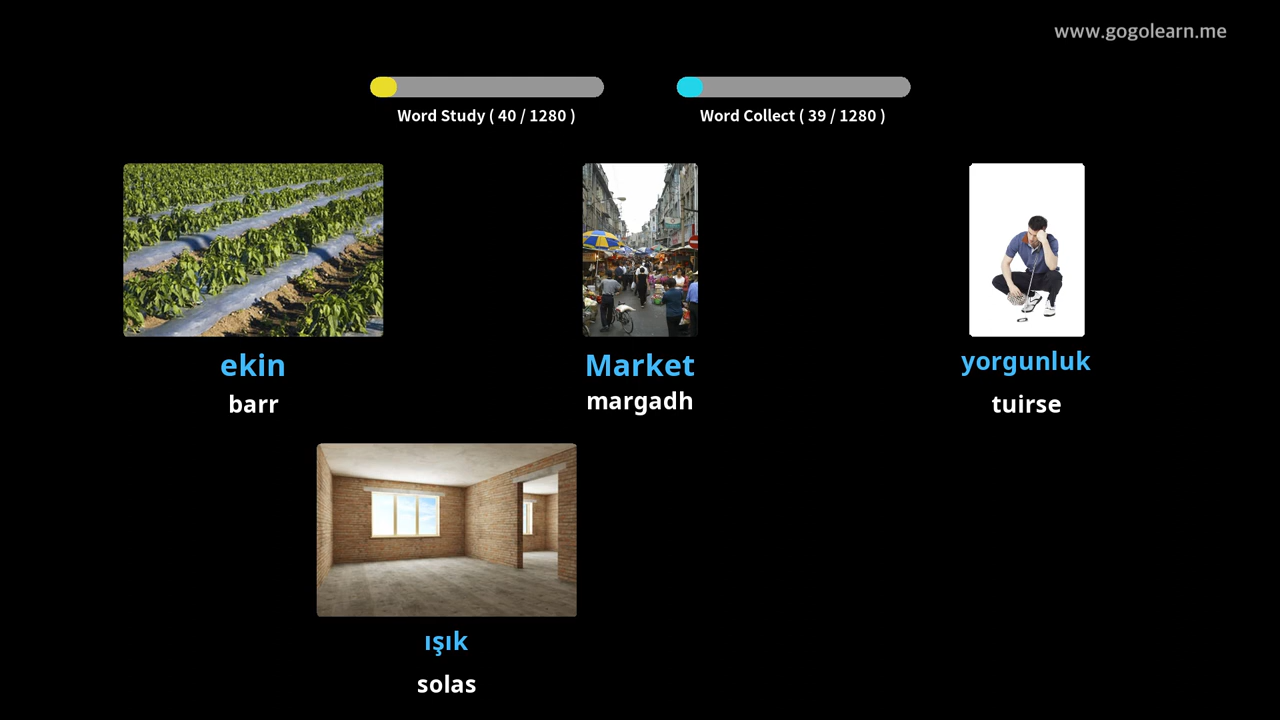 www.gogolearn.me
Word Study ( 40 / 1280 )
Word Collect ( 39 / 1280 )
ekin
barr
Market
margadh
yorgunluk
tuirse
ışık
solas